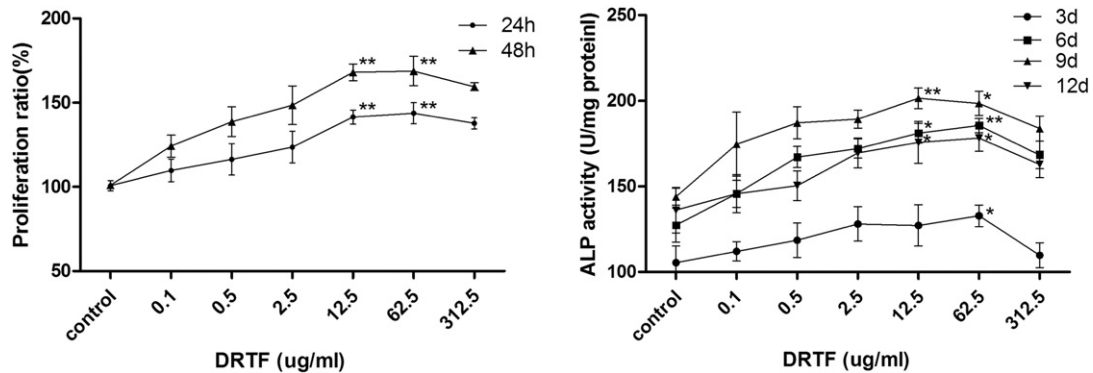 200
150
100
50
Proliferation ratio(%)
24h
48h
**
**
**
**
control
0.1
0.5
2.5
12.5
62.5
312.5
DRTF (ug/ml)
250
200
150
100
ALP activity (U/mg proteinl)
3d
6d
9d
12d
**
*
*
**
*
*
*
control
0.1
0.5
2.5
12.5
62.5
312.5
DRTF (ug/ml)